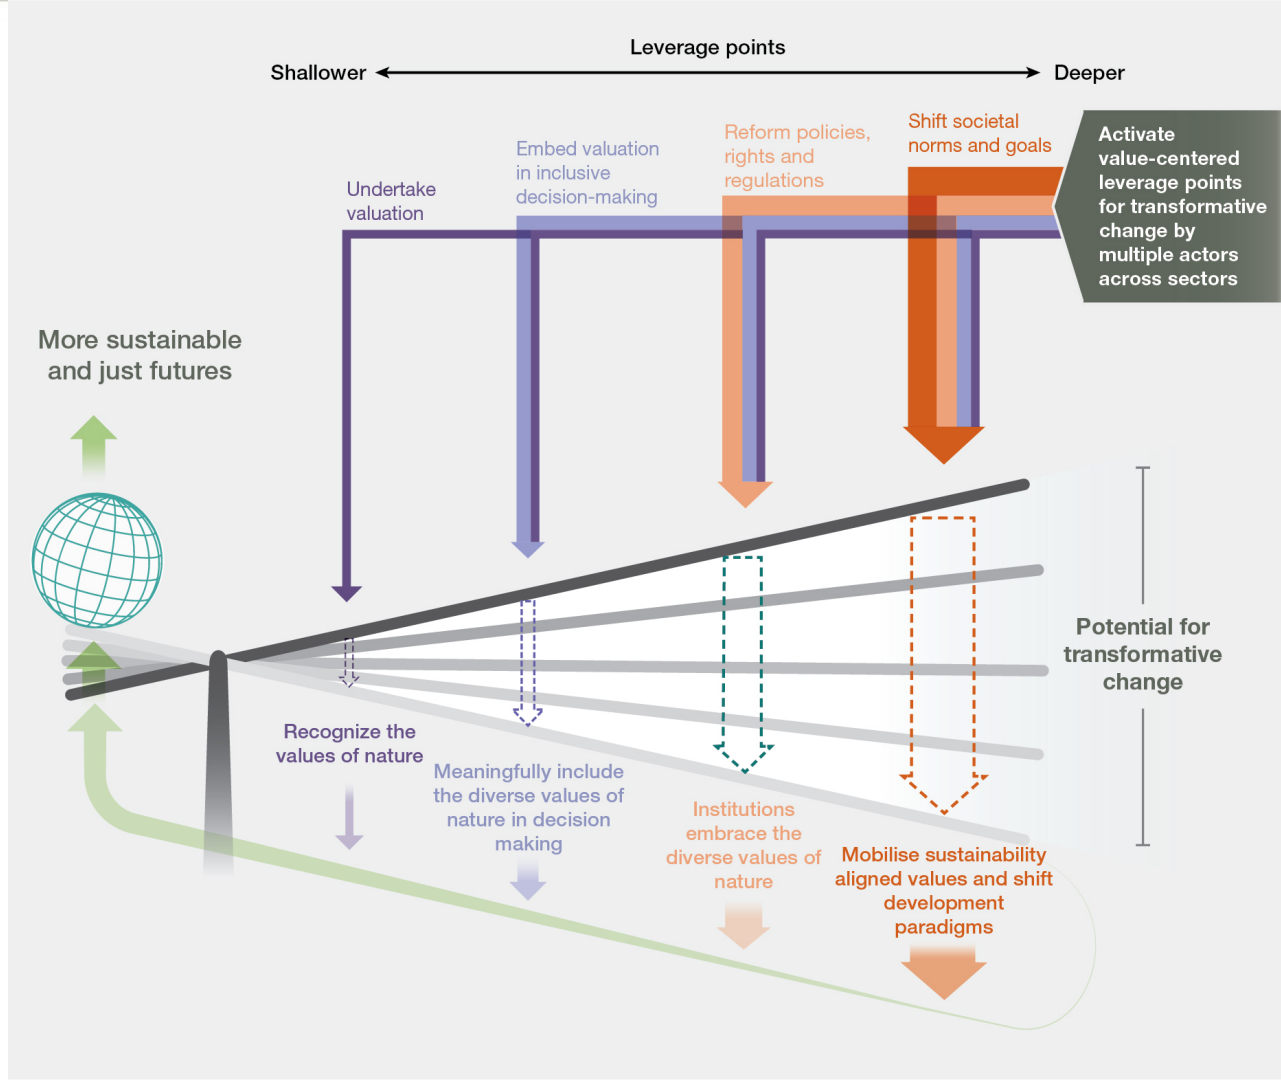 Leverage points
Shallower
Deeper
Shift societal
norms and goals
Reform policies,
rights and
regulations
Embed valuation
in inclusive
decision-making
Undertake
valuation
Activate
value-centered
leverage points
for transformative
change by
multiple actors
across sectors
More sustainable
and just futures
Potential for
transformative
change
Recognize the
values of nature
Meaningfully include
the diverse values of
nature in decision
making
Institutions
embrace the
diverse values of
nature
Mobilise sustainability
aligned values and shift
development
paradigms